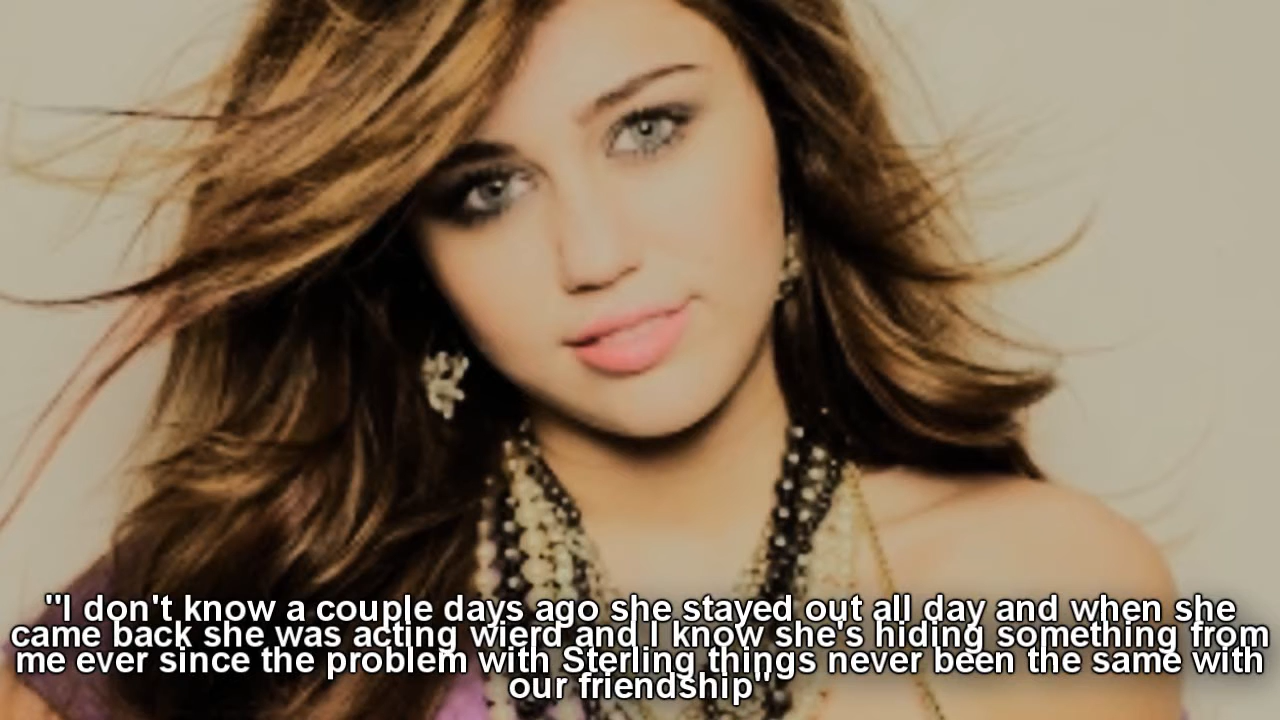 "I don't know a couple days ago she stayed out all day and when she
came back she was acting wierd and I know she's hiding something from
me ever since the problem with Sterling things never been the same with
our friendship"